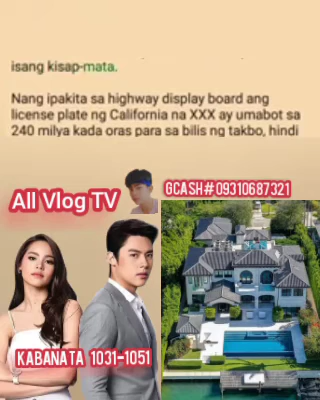 isang kisap-mata.
Nang ipakita sa highway display board ang
license plate ng California na XXX ay umabot sa
240 milya kada oras para sa bilis ng takbo, hindi
All Vlog TV
GCASH#09310687321
KABANATA 1031-1051